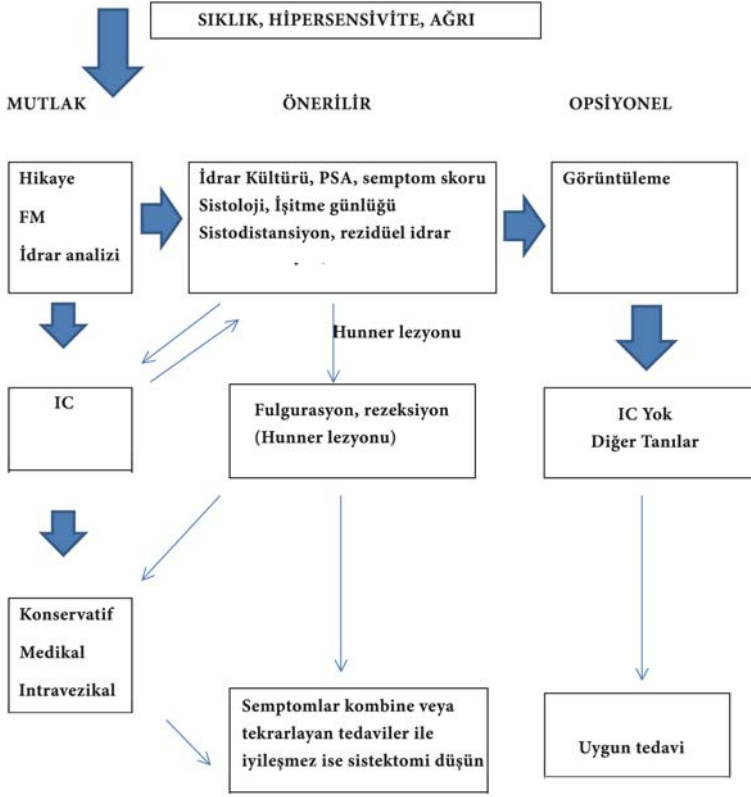 SIKLIK, HİPERSENSİVİTE, AĞRI
MUTLAK
ÖNERİLİR
OPSİYONEL
Hikaye
FM
İdrar analizi
İdrar Kültürü, PSA, semptom skoru
Sistoloji, İşitme günlüğü
Sistodistansiyon, rezidüel idrar
Görüntüleme
Hunner lezyonu
IC
Fulgurasyon, rezeksiyon
(Hunner lezyonu)
IC Yok
Diğer Tanılar
Konservatif
Medikal
Intravezikal
Semptomlar kombine veya
tekrarlayan tedaviler ile
iyileşmez ise sistektomi düşün
Uygun tedavi